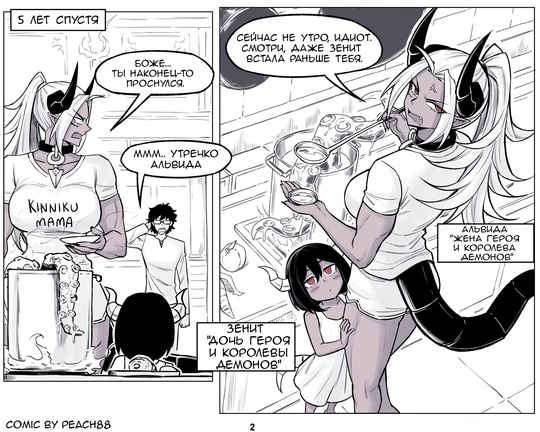 5 ЛЕТ СПУСТЯ
БОЖЕ...
ТЫ НАКОНЕЦ-ТО
ПРОСНУЛСЯ.
МММ.. УТРЕЧКО
АЛЬВИДА
KINNIKU
MAMA
СЕЙЧАС НЕ УТРО, ИДИОТ.
СМОТРИ, ДАЖЕ ЗЕНИТ
ВСТАЛА РАНЬШЕ ТЕБЯ.
АЛЬВИДА
"ЖЕНА ГЕРОЯ
И КОРОЛЕВА
ДЕМОНОВ"
ЗЕНИТ
"ДОЧЬ ГЕРОЯ
И КОРОЛЕВЫ
ДЕМОНОВ"
COMIC BY PEACH88
2